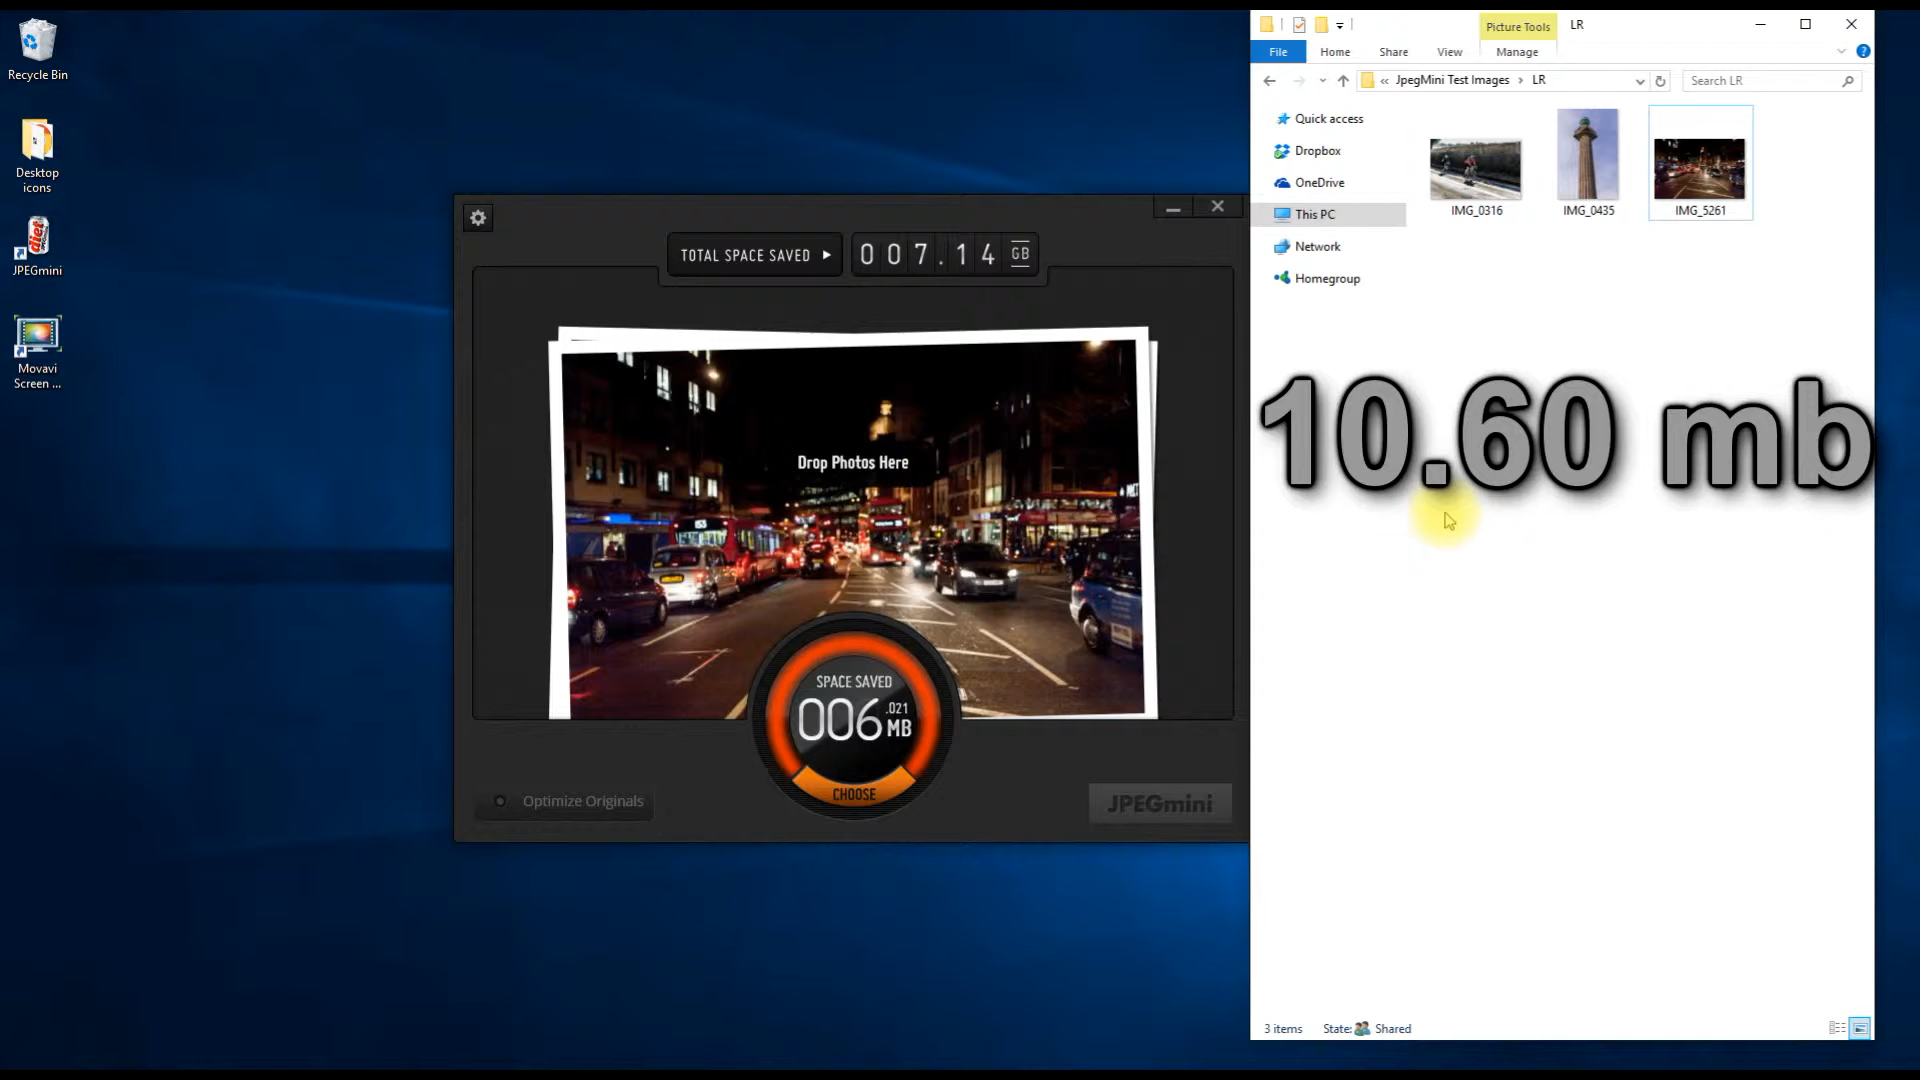 Recycle Bin
Desktop
icons
JPEGmini
Movavi
Screen ...
TOTAL SPACE SAVED
007.14 GB
Drop Photos Here
153
SPACE SAVED
006.021 MB
CHOOSE
Optimize Originals
JPEGmini
Picture Tools
LR
File
Home
Share
View
Manage
« JpegMini Test Images › LR
Search LR
Quick access
Dropbox
OneDrive
This PC
Network
Homegroup
IMG_0316
IMG_0435
IMG_5261
10.60 mb
3 items
State: Shared